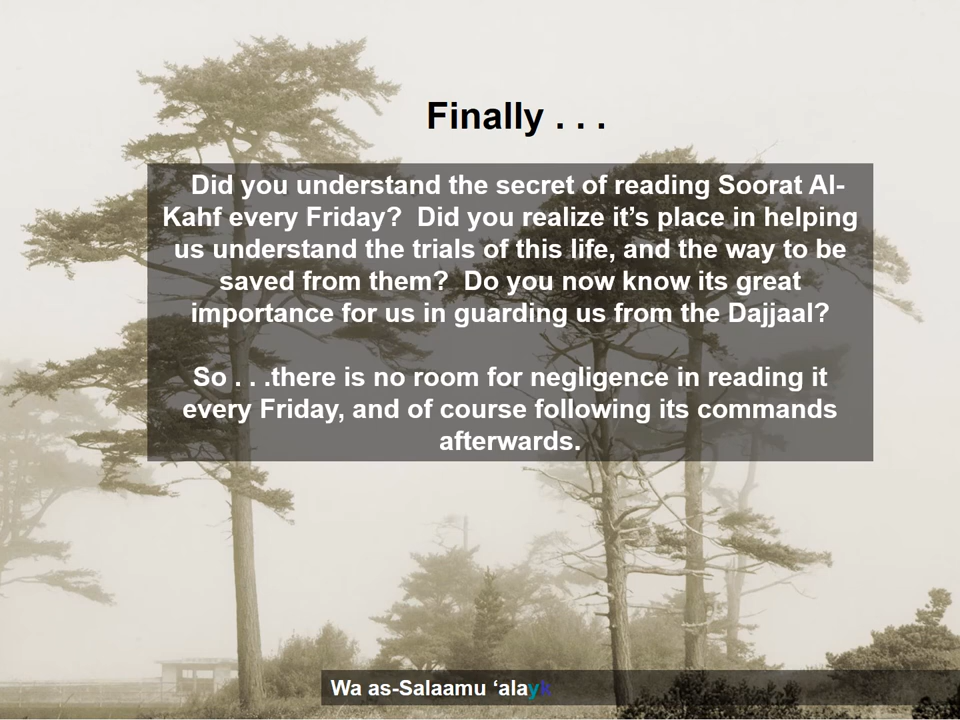 Finally . . .
Did you understand the secret of reading Soorat Al-
Kahf every Friday?  Did you realize it’s place in helping
us understand the trials of this life, and the way to be
saved from them?  Do you now know its great
importance for us in guarding us from the Dajjaal?
So . . .there is no room for negligence in reading it
every Friday, and of course following its commands
afterwards.
Wa as-Salaamu ‘alayk